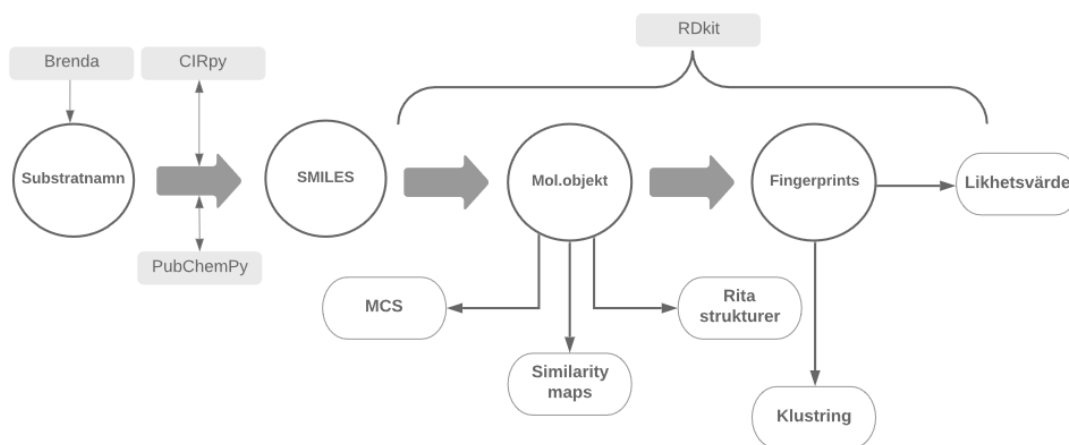 RDkit
Brenda
CIRpy
Substratnamn
SMILES
Mol.objekt
Fingerprints
Likhetsvärde
PubChemPy
MCS
Rita
strukturer
Similarity
maps
Klustring